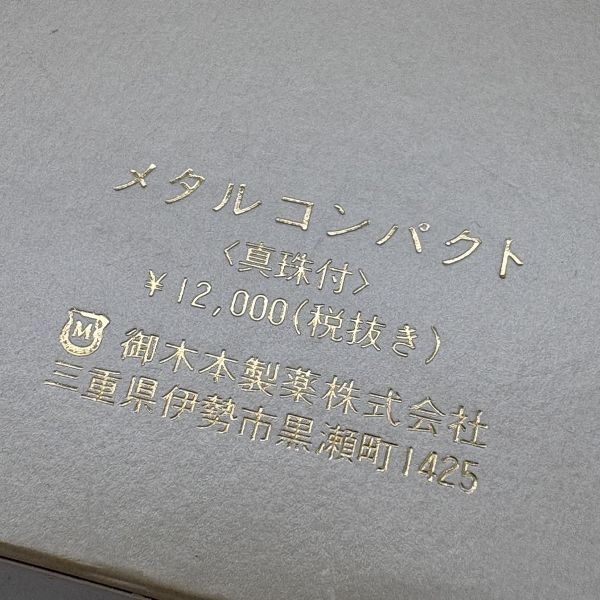 メタルコンパクト
〈真珠付〉
¥12,000(税抜き)
M 御木本製薬株式会社
三重県伊勢市黒瀬町1425